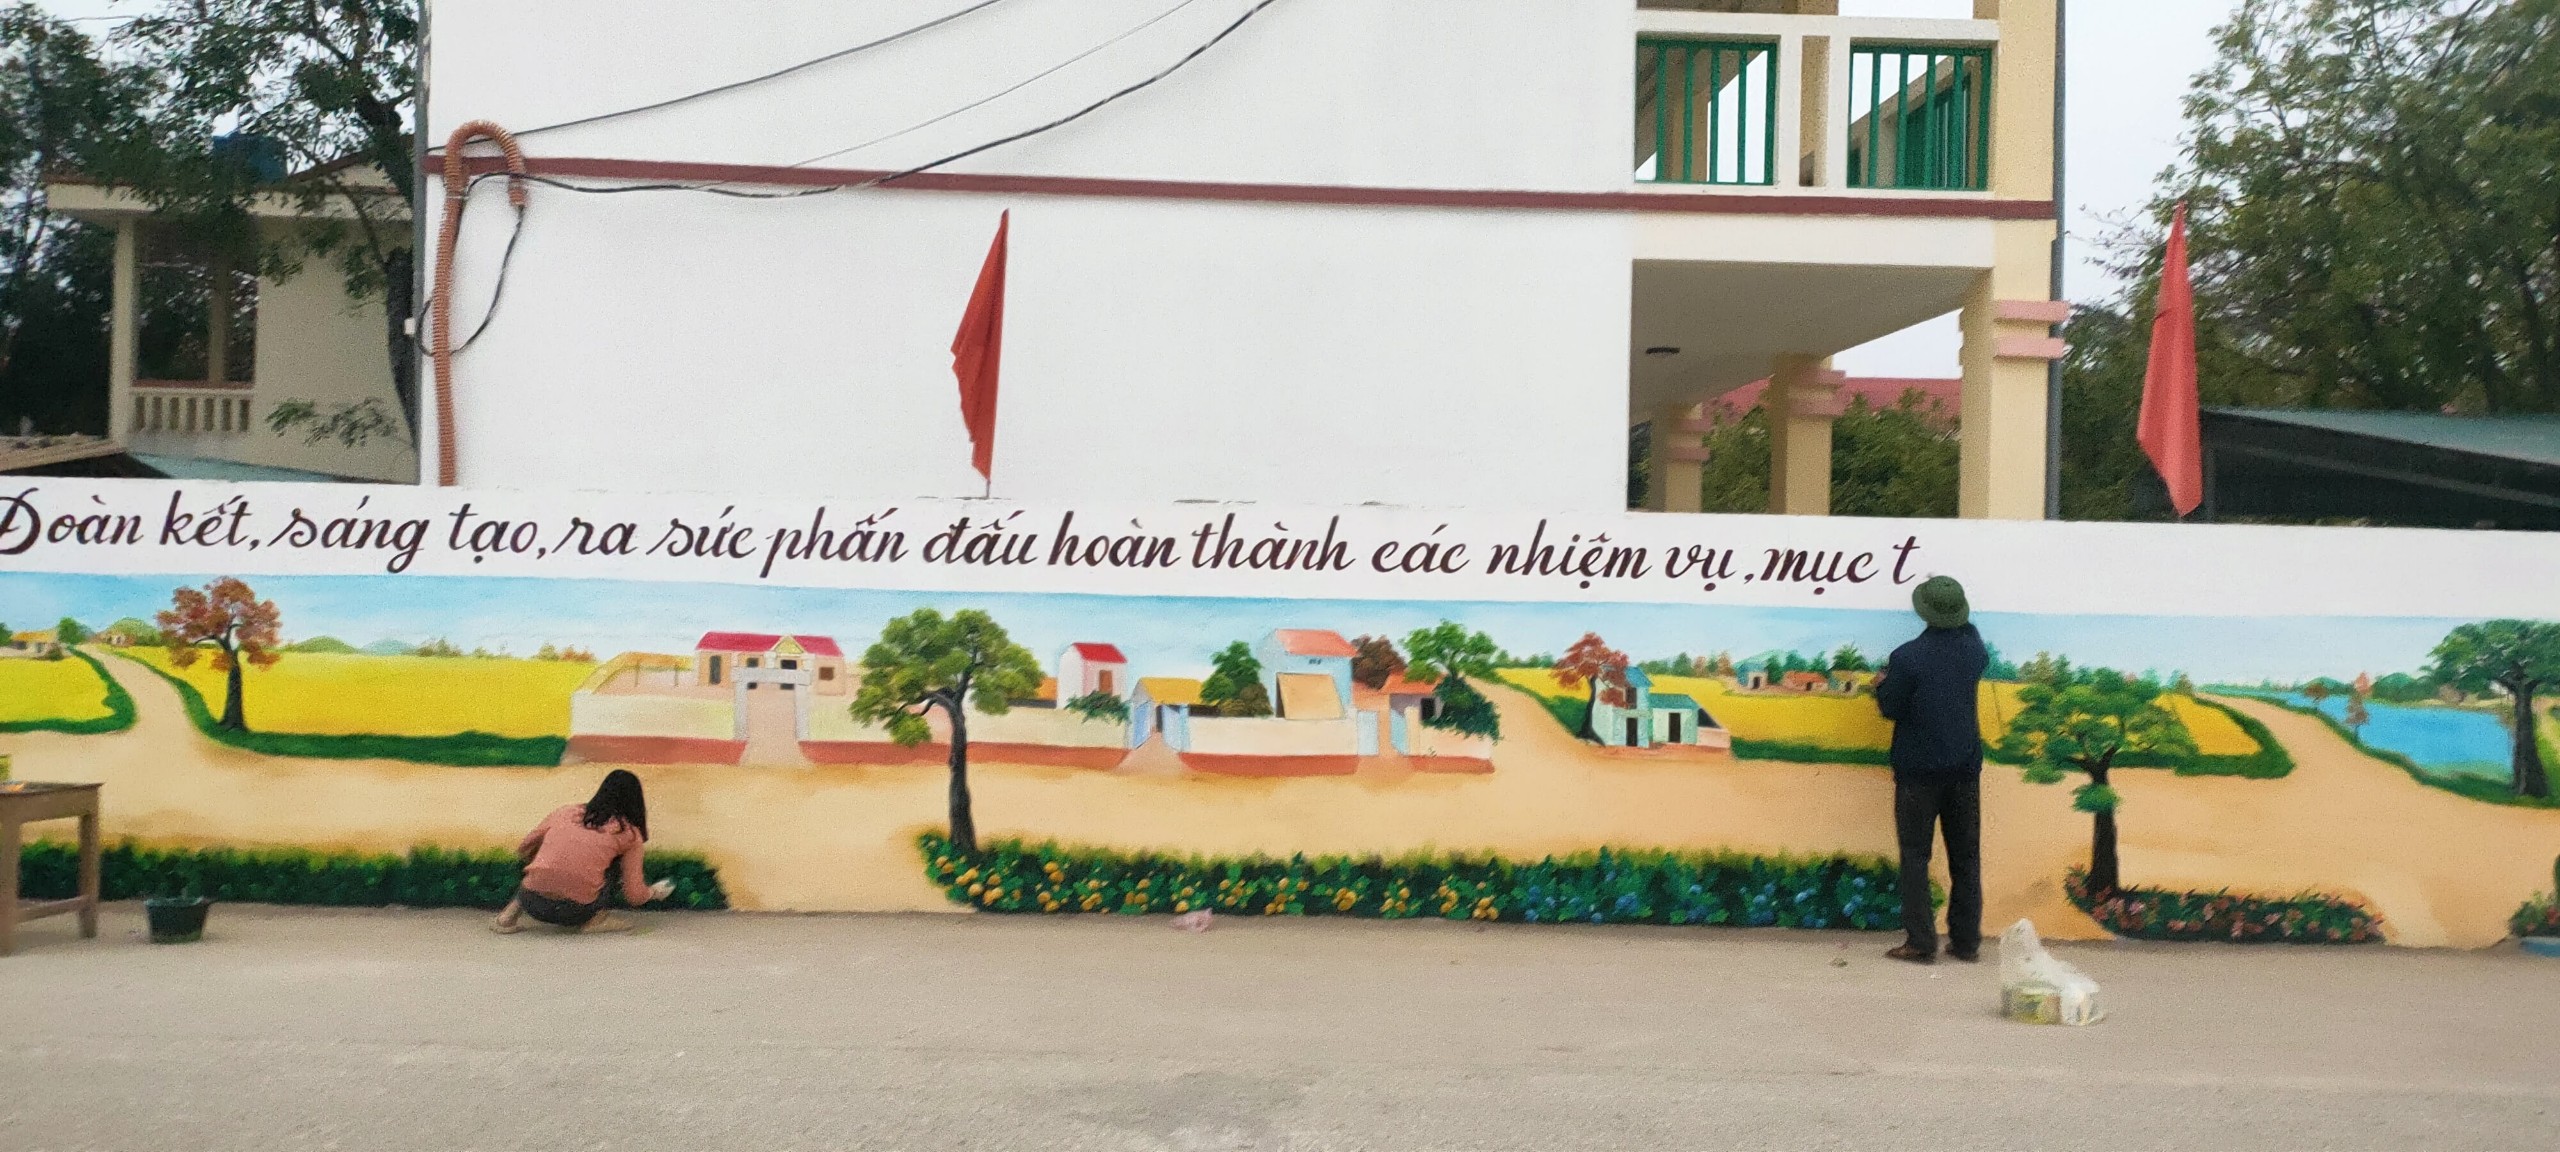 Đoàn kết, sáng tạo, ra sức phấn đấu hoàn thành các nhiệm vụ, mục t